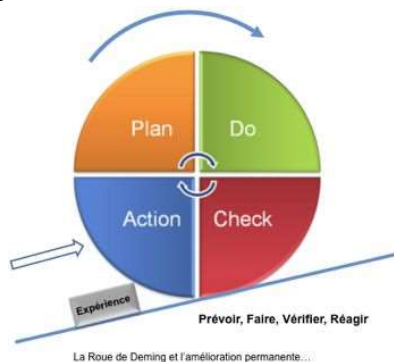 Plan
Do
Action
Check
Expérience
Prévoir, Faire, Vérifier, Réagir
La Roue de Deming et l'amélioration permanente…